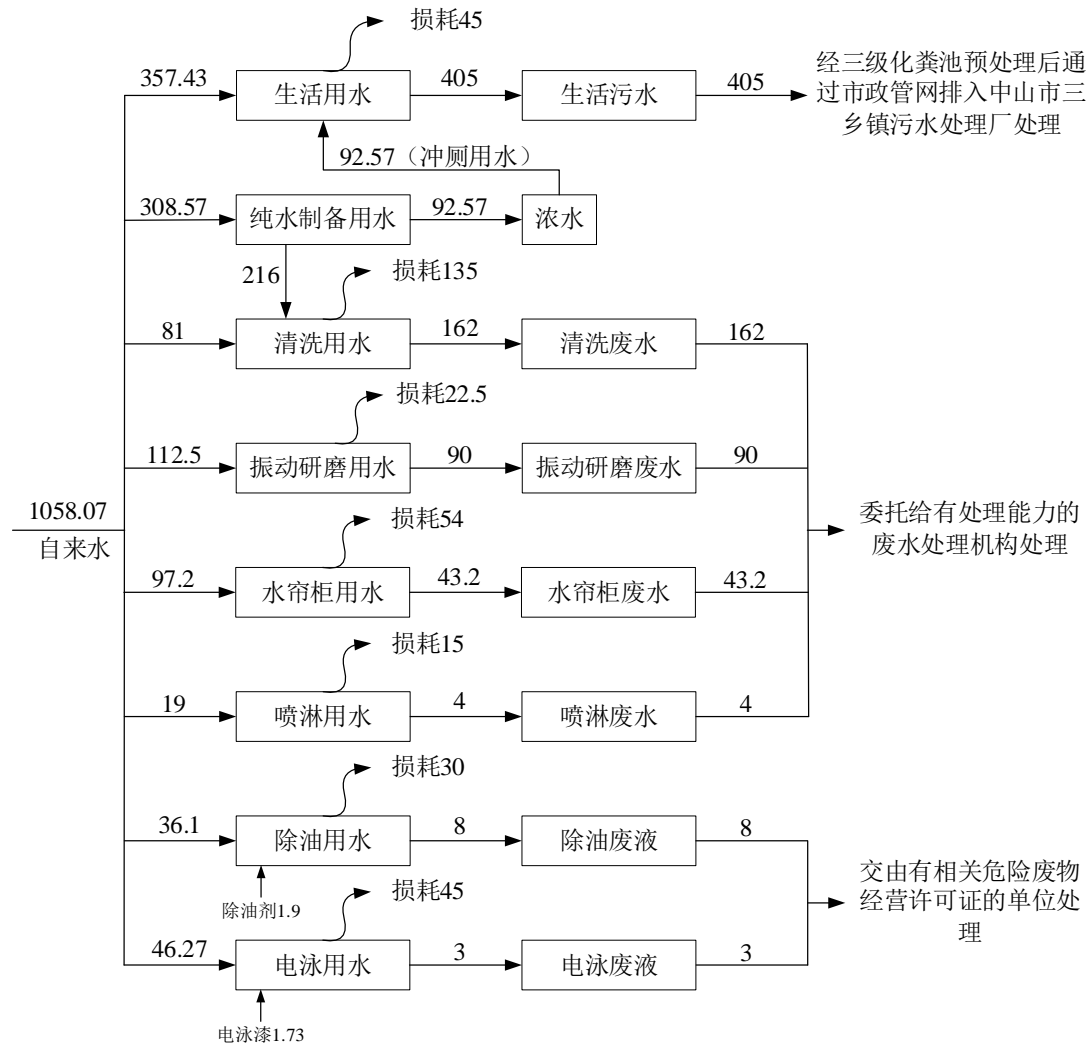 损耗45
357.43
生活用水
405
生活污水
405
经三级化粪池预处理后通
过市政管网排入中山市三
乡镇污水处理厂处理
92.57（冲厕用水）
308.57
纯水制备用水
92.57
浓水
216
损耗135
81
清洗用水
162
清洗废水
162
损耗22.5
112.5
振动研磨用水
90
振动研磨废水
90
1058.07
自来水
损耗54
97.2
水帘柜用水
43.2
水帘柜废水
43.2
委托给有处理能力的
废水处理机构处理
损耗15
19
喷淋用水
4
喷淋废水
4
损耗30
36.1
除油用水
8
除油废液
8
除油剂1.9
损耗45
46.27
电泳用水
3
电泳废液
3
交由有相关危险废物
经营许可证的单位处
理
电泳漆1.73